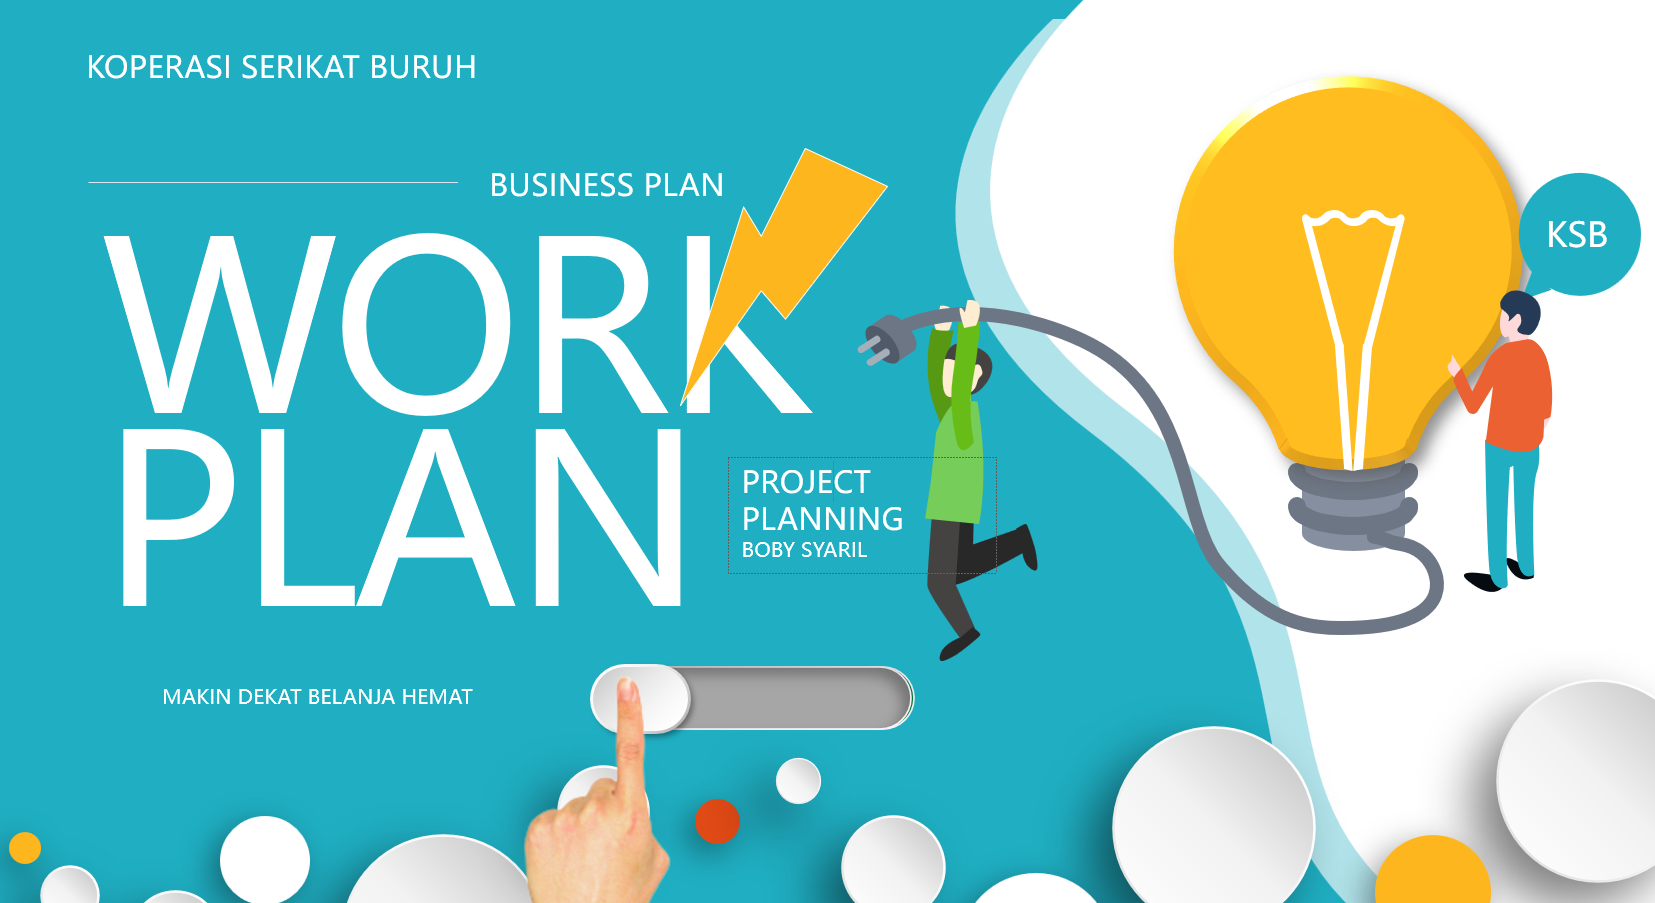 KOPERASI SERIKAT BURUH
BUSINESS PLAN
WORK
PLAN
KSB
PROJECT
PLANNING
BOBY SYARIL
MAKIN DEKAT BELANJA HEMAT